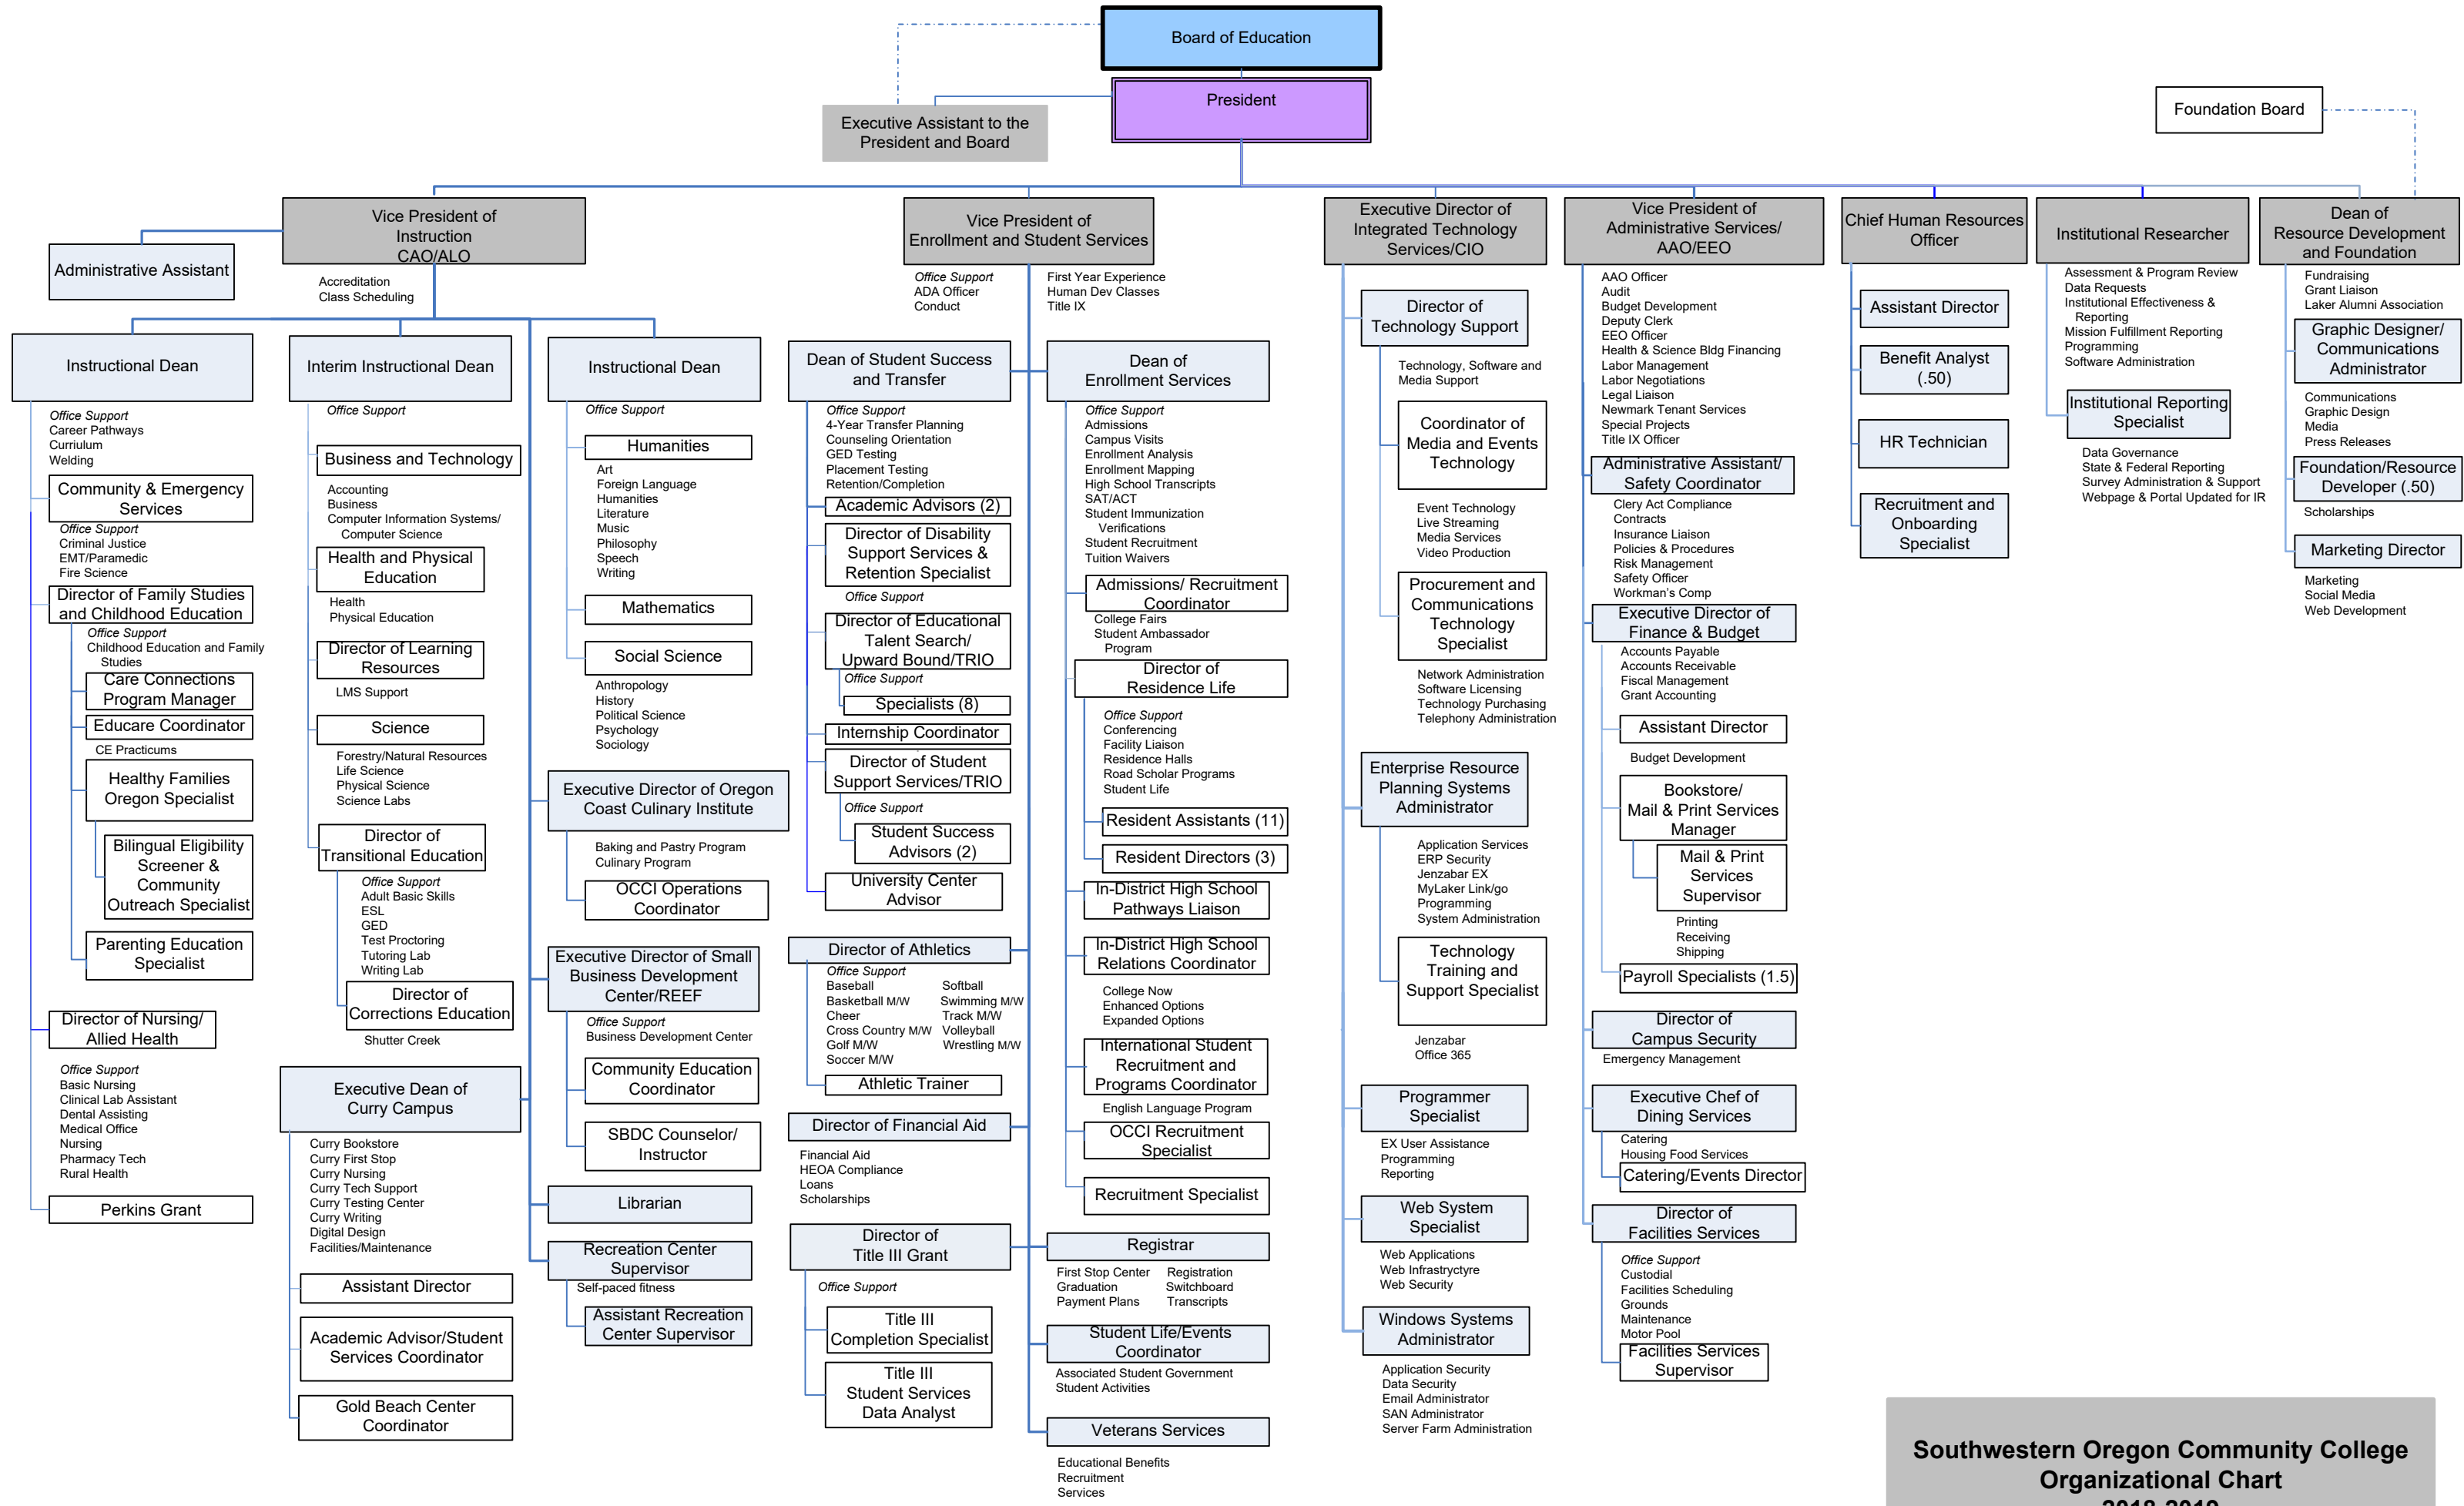 Board of Education
President
Executive Assistant to the
President and Board
Foundation Board
Vice President of
Instruction
CAO/ALO
Administrative Assistant
Accreditation
Class Scheduling
Instructional Dean
Office Support
Career Pathways
Curriulum
Welding
Community & Emergency
Services
Office Support
Criminal Justice
EMT/Paramedic
Fire Science
Director of Family Studies
and Childhood Education
Office Support
Childhood Education and Family
Studies
Care Connections
Program Manager
Educare Coordinator
CE Practicums
Healthy Families
Oregon Specialist
Bilingual Eligibility
Screener &
Community
Outreach Specialist
Parenting Education
Specialist
Director of Nursing/
Allied Health
Office Support
Basic Nursing
Clinical Lab Assistant
Dental Assisting
Medical Office
Nursing
Pharmacy Tech
Rural Health
Perkins Grant
Interim Instructional Dean
Office Support
Business and Technology
Accounting
Business
Computer Information Systems/
Computer Science
Health and Physical
Education
Health
Physical Education
Director of Learning
Resources
LMS Support
Science
Forestry/Natural Resources
Life Science
Physical Science
Science Labs
Director of
Transitional Education
Office Support
Adult Basic Skills
ESL
GED
Test Proctoring
Tutoring Lab
Writing Lab
Director of
Corrections Education
Shutter Creek
Executive Dean of
Curry Campus
Curry Bookstore
Curry First Stop
Curry Nursing
Curry Tech Support
Curry Testing Center
Curry Writing
Digital Design
Facilities/Maintenance
Assistant Director
Academic Advisor/Student
Services Coordinator
Gold Beach Center
Coordinator
Instructional Dean
Office Support
Humanities
Art
Foreign Language
Humanities
Literature
Music
Philosophy
Speech
Writing
Mathematics
Social Science
Anthropology
History
Political Science
Psychology
Sociology
Executive Director of Oregon
Coast Culinary Institute
Baking and Pastry Program
Culinary Program
OCCI Operations
Coordinator
Executive Director of Small
Business Development
Center/REEF
Office Support
Business Development Center
Community Education
Coordinator
SBDC Counselor/
Instructor
Librarian
Recreation Center
Supervisor
Self-paced fitness
Assistant Recreation
Center Supervisor
Vice President of
Enrollment and Student Services
Office Support
ADA Officer
Conduct
First Year Experience
Human Dev Classes
Title IX
Dean of Student Success
and Transfer
Office Support
4-Year Transfer Planning
Counseling Orientation
GED Testing
Placement Testing
Retention/Completion
Academic Advisors (2)
Director of Disability
Support Services &
Retention Specialist
Office Support
Director of Educational
Talent Search/
Upward Bound/TRIO
Office Support
Specialists (8)
Internship Coordinator
Director of Student
Support Services/TRIO
Office Support
Student Success
Advisors (2)
University Center
Advisor
Director of Athletics
Office Support
Baseball
Basketball M/W
Cheer
Cross Country M/W
Golf M/W
Soccer M/W
Softball
Swimming M/W
Track M/W
Volleyball
Wrestling M/W
Athletic Trainer
Director of Financial Aid
Financial Aid
HEOA Compliance
Loans
Scholarships
Director of
Title III Grant
Office Support
Title III
Completion Specialist
Title III
Student Services
Data Analyst
Dean of
Enrollment Services
Office Support
Admissions
Campus Visits
Enrollment Analysis
Enrollment Mapping
High School Transcripts
SAT/ACT
Student Immunization
Verifications
Student Recruitment
Tuition Waivers
Admissions/ Recruitment
Coordinator
College Fairs
Student Ambassador
Program
Director of
Residence Life
Office Support
Conferencing
Facility Liaison
Residence Halls
Road Scholar Programs
Student Life
Resident Assistants (11)
Resident Directors (3)
In-District High School
Pathways Liaison
In-District High School
Relations Coordinator
College Now
Enhanced Options
Expanded Options
International Student
Recruitment and
Programs Coordinator
English Language Program
OCCI Recruitment
Specialist
Recruitment Specialist
Registrar
First Stop Center
Graduation
Payment Plans
Registration
Switchboard
Transcripts
Student Life/Events
Coordinator
Associated Student Government
Student Activities
Veterans Services
Educational Benefits
Recruitment
Services
Executive Director of
Integrated Technology
Services/CIO
Director of
Technology Support
Technology, Software and
Media Support
Coordinator of
Media and Events
Technology
Event Technology
Live Streaming
Media Services
Video Production
Procurement and
Communications
Technology
Specialist
Network Administration
Software Licensing
Technology Purchasing
Telephony Administration
Enterprise Resource
Planning Systems
Administrator
Application Services
ERP Security
Jenzabar EX
MyLaker Link/go
Programming
System Administration
Technology
Training and
Support Specialist
Jenzabar
Office 365
Programmer
Specialist
EX User Assistance
Programming
Reporting
Web System
Specialist
Web Applications
Web Infrastryctyre
Web Security
Windows Systems
Administrator
Application Security
Data Security
Email Administrator
SAN Administrator
Server Farm Administration
Vice President of
Administrative Services/
AAO/EEO
AAO Officer
Audit
Budget Development
Deputy Clerk
EEO Officer
Health & Science Bldg Financing
Labor Management
Labor Negotiations
Legal Liaison
Newmark Tenant Services
Special Projects
Title IX Officer
Administrative Assistant/
Safety Coordinator
Clery Act Compliance
Contracts
Insurance Liaison
Policies & Procedures
Risk Management
Safety Officer
Workman's Comp
Executive Director of
Finance & Budget
Accounts Payable
Accounts Receivable
Fiscal Management
Grant Accounting
Assistant Director
Budget Development
Bookstore/
Mail & Print Services
Manager
Mail & Print
Services
Supervisor
Printing
Receiving
Shipping
Payroll Specialists (1.5)
Director of
Campus Security
Emergency Management
Executive Chef of
Dining Services
Catering
Housing Food Services
Catering/Events Director
Director of
Facilities Services
Office Support
Custodial
Facilities Scheduling
Grounds
Maintenance
Motor Pool
Facilities Services
Supervisor
Chief Human Resources
Officer
Assistant Director
Benefit Analyst
(.50)
HR Technician
Recruitment and
Onboarding
Specialist
Institutional Researcher
Assessment & Program Review
Data Requests
Institutional Effectiveness &
Reporting
Mission Fulfillment Reporting
Programming
Software Administration
Institutional Reporting
Specialist
Data Governance
State & Federal Reporting
Survey Administration & Support
Webpage & Portal Updated for IR
Dean of
Resource Development
and Foundation
Fundraising
Grant Liaison
Laker Alumni Association
Graphic Designer/
Communications
Administrator
Communications
Graphic Design
Media
Press Releases
Foundation/Resource
Developer (.50)
Scholarships
Marketing Director
Marketing
Social Media
Web Development
Southwestern Oregon Community College
Organizational Chart
2018-2019